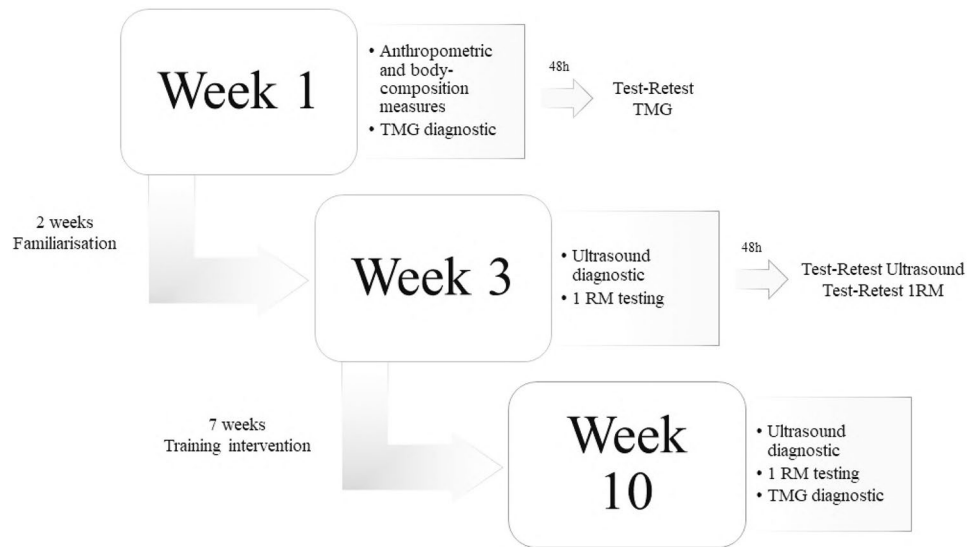 Week 1
• Anthropometric
and body-
composition
measures
• TMG diagnostic
48h
Test-Retest
TMG
2 weeks
Familiarisation
Week 3
• Ultrasound
diagnostic
• 1 RM testing
48h
Test-Retest Ultrasound
Test-Retest 1RM
7 weeks
Training intervention
Week
10
• Ultrasound
diagnostic
• 1 RM testing
• TMG diagnostic